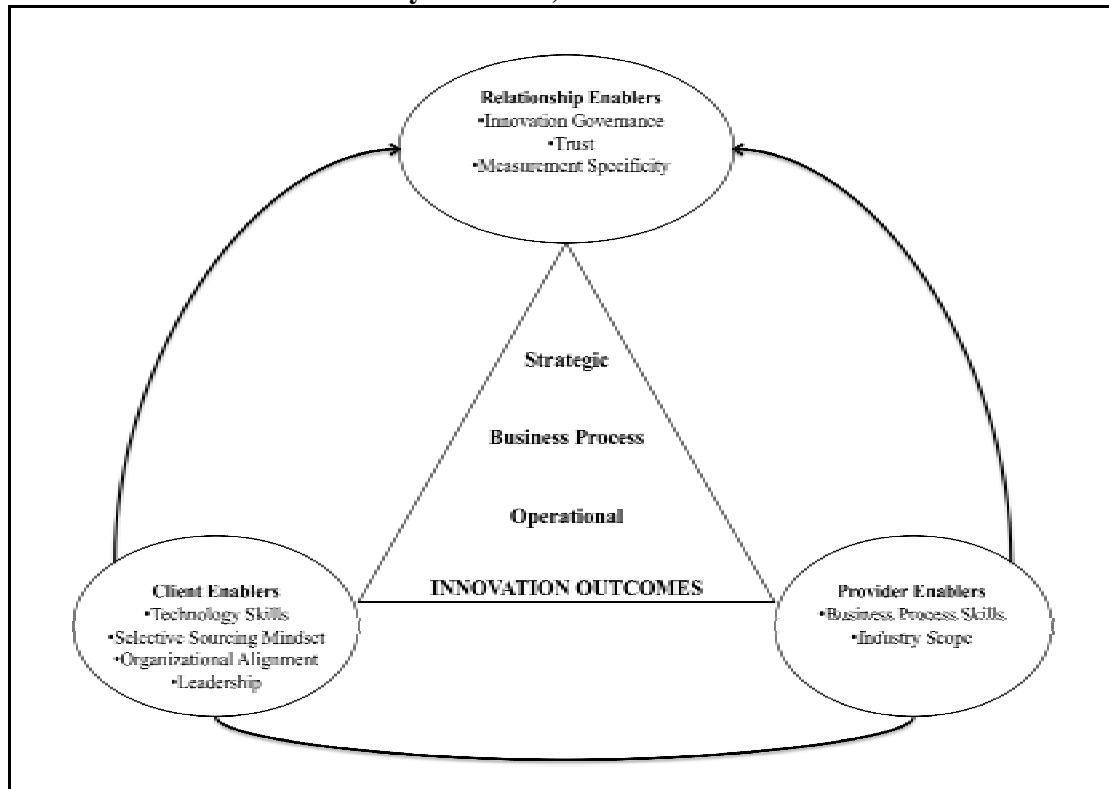 Relationship Enablers
•Innovation Governance
•Trust
•Measurement Specificity
Strategic
Business Process
Operational
INNOVATION OUTCOMES
Client Enablers
•Technology Skills
•Selective Sourcing Mindset
•Organizational Alignment
•Leadership
Provider Enablers
•Business Process Skills
•Industry Scope